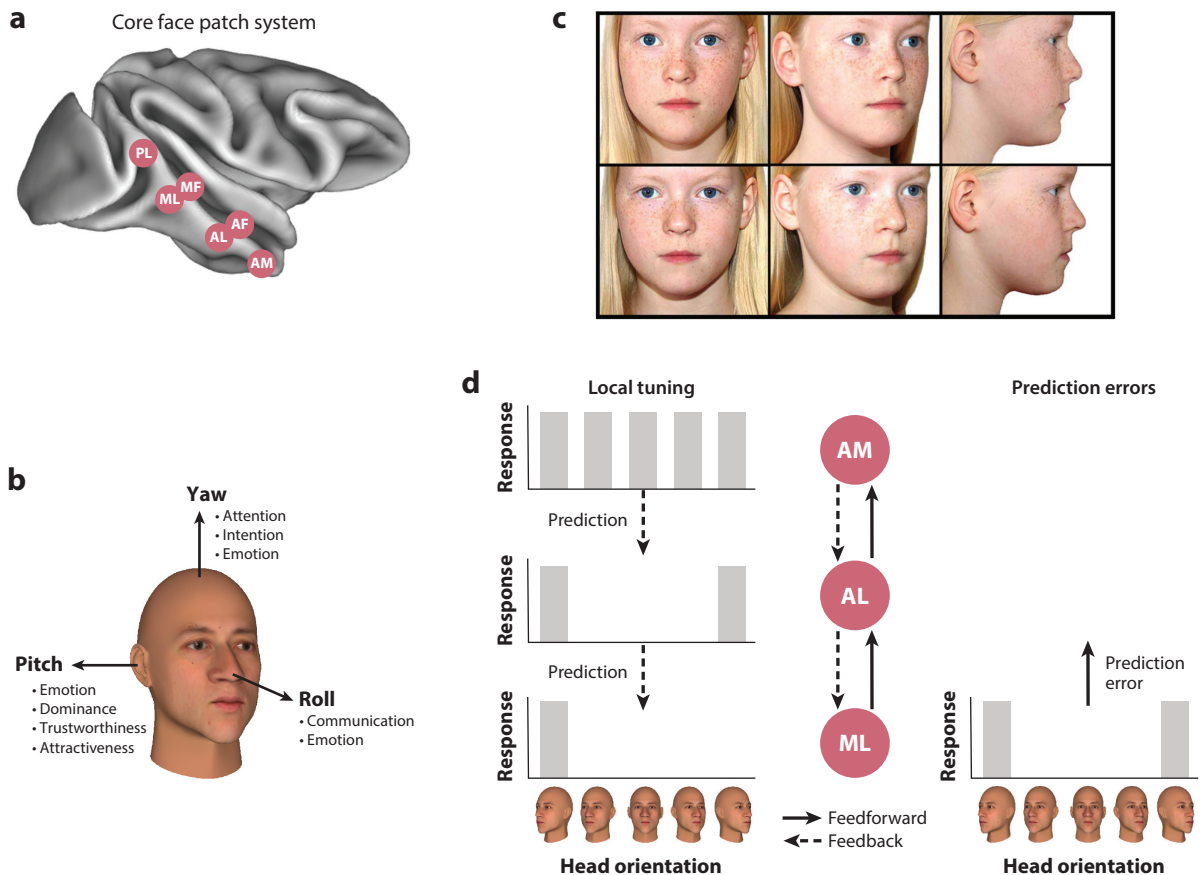 a
Core face patch system
PL
MF
ML
AF
AL
AM
b
Yaw
• Attention
• Intention
• Emotion
Pitch
• Emotion
• Dominance
• Trustworthiness
• Attractiveness
Roll
• Communication
• Emotion
c
d
Local tuning
Response
Prediction
Response
Prediction
Response
Head orientation
AM
AL
ML
Feedforward
Feedback
Prediction errors
Prediction
error
Response
Head orientation